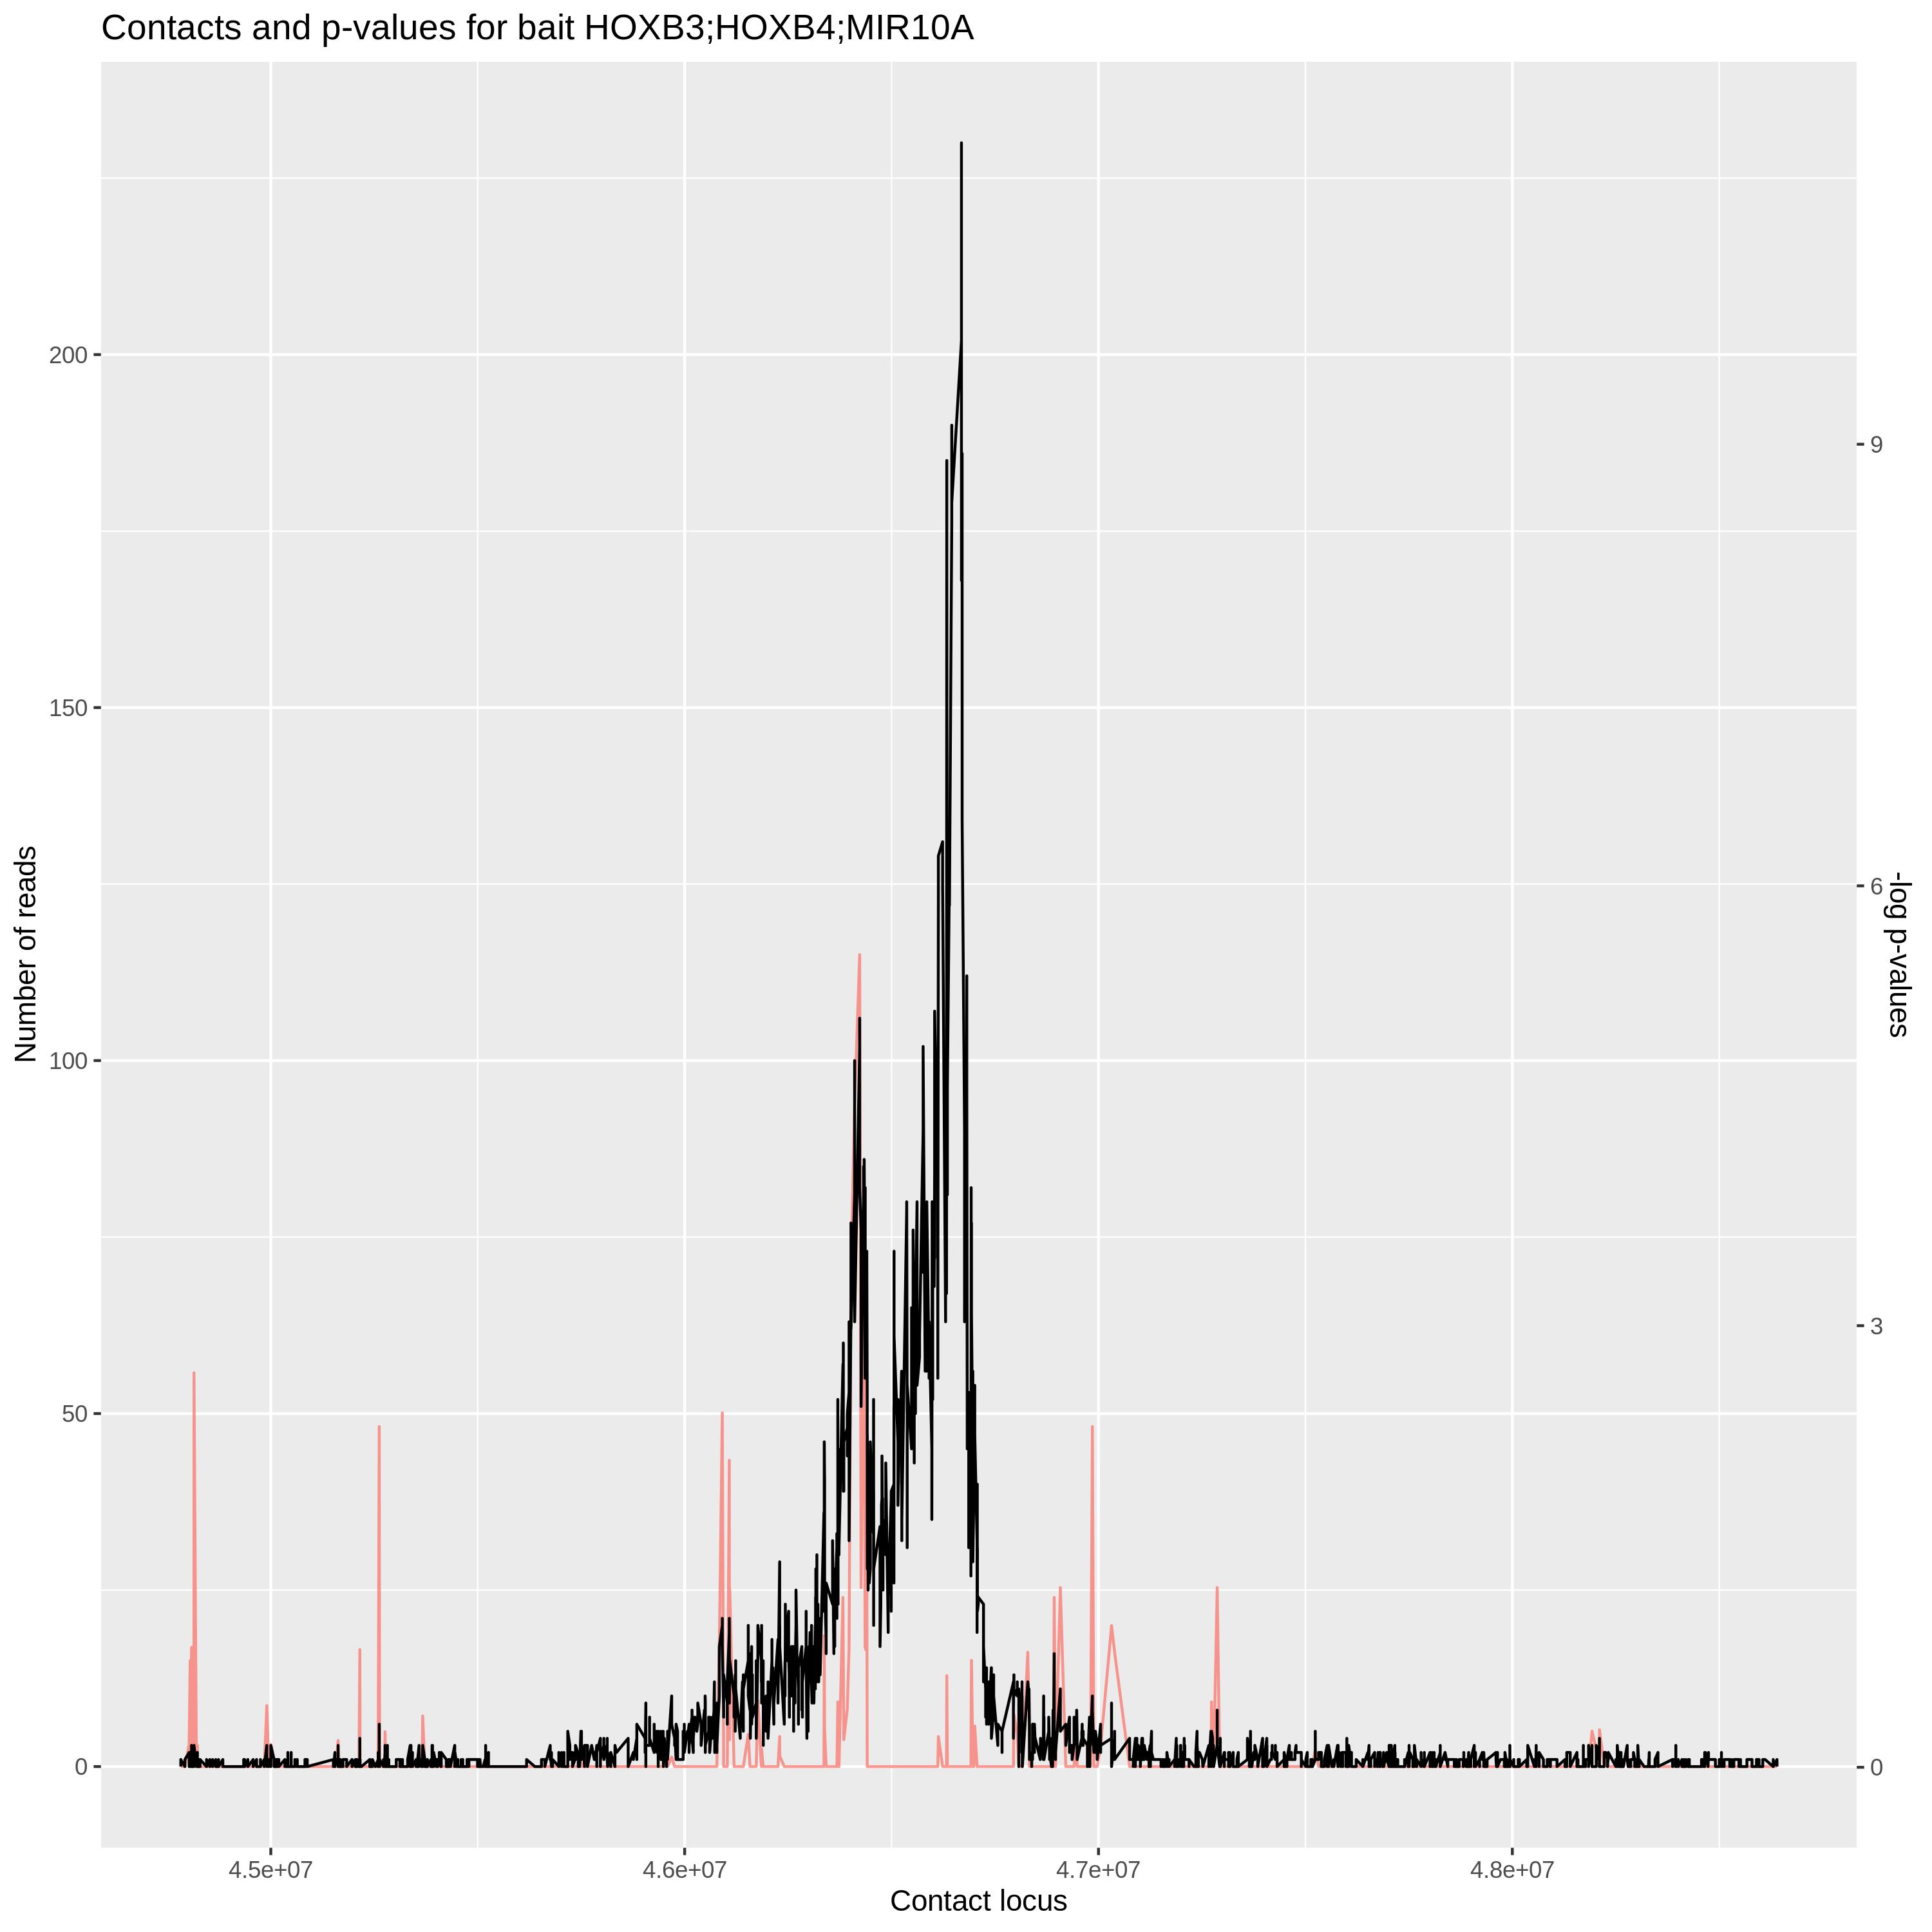 Contacts and p-values for bait HOXB3;HOXB4;MIR10A
Number of reads
200
150
100
50
0
9
6
3
0
-log p-values
4.5e+07
4.6e+07
4.7e+07
4.8e+07
Contact locus